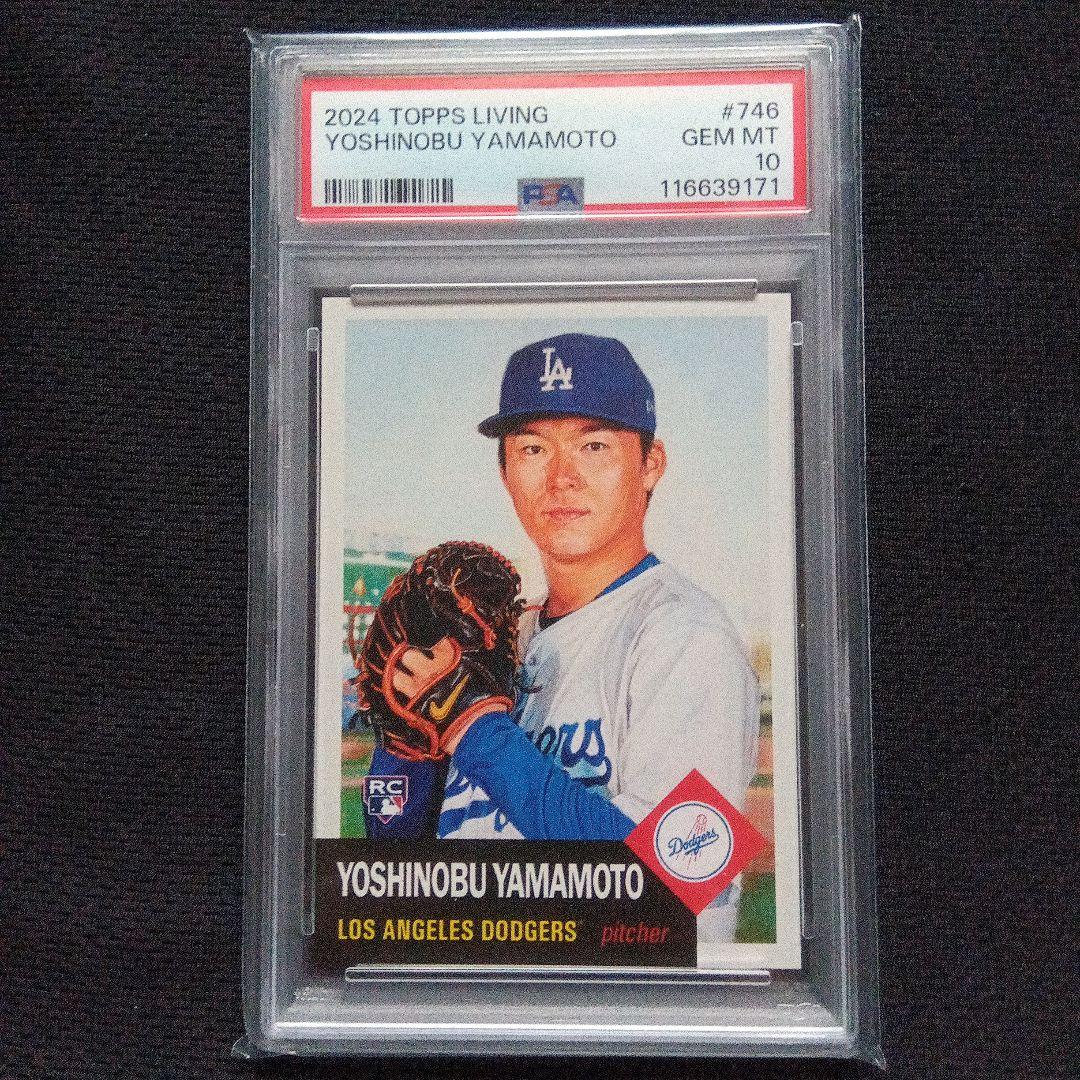 2024 TOPPS LIVING #746
YOSHINOBU YAMAMOTO GEM MT
10
PSA 116639171
LA
odgers
RC
Dodgers
YOSHINOBU YAMAMOTO
LOS ANGELES DODGERS pitcher